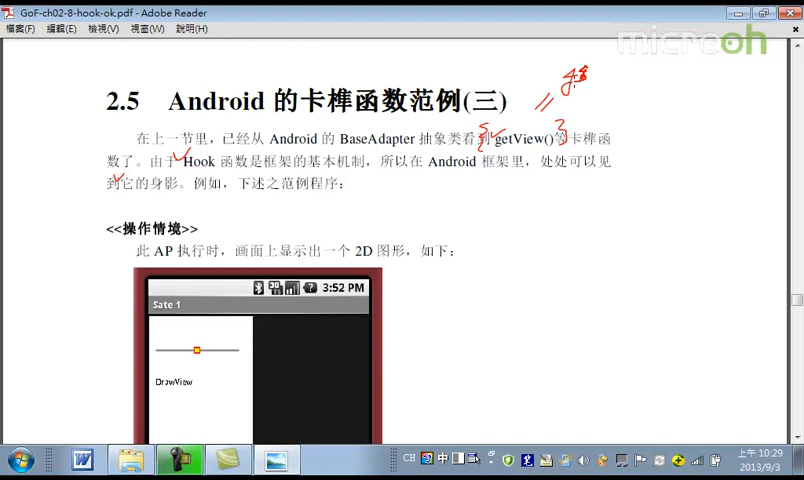 GoF-ch02-8-hook-ok.pdf - Adobe Reader
檔案(F) 編輯(E) 檢視(V) 視窗(W) 說明(H)
microoh
2.5 Android 的卡榫函数范例(三)
在上一节里，已经从 Android 的 BaseAdapter 抽象类看到 getView()等卡榫函
数了。由于 Hook 函数是框架的基本机制，所以在 Android 框架里，处处可以见
到它的身影。例如，下述之范例程序：
<<操作情境>>
此 AP 执行时，画面上显示出一个 2D 图形，如下：
3:52 PM
Sate 1
DrawView
CH 中
上午 10:29
2013/9/3